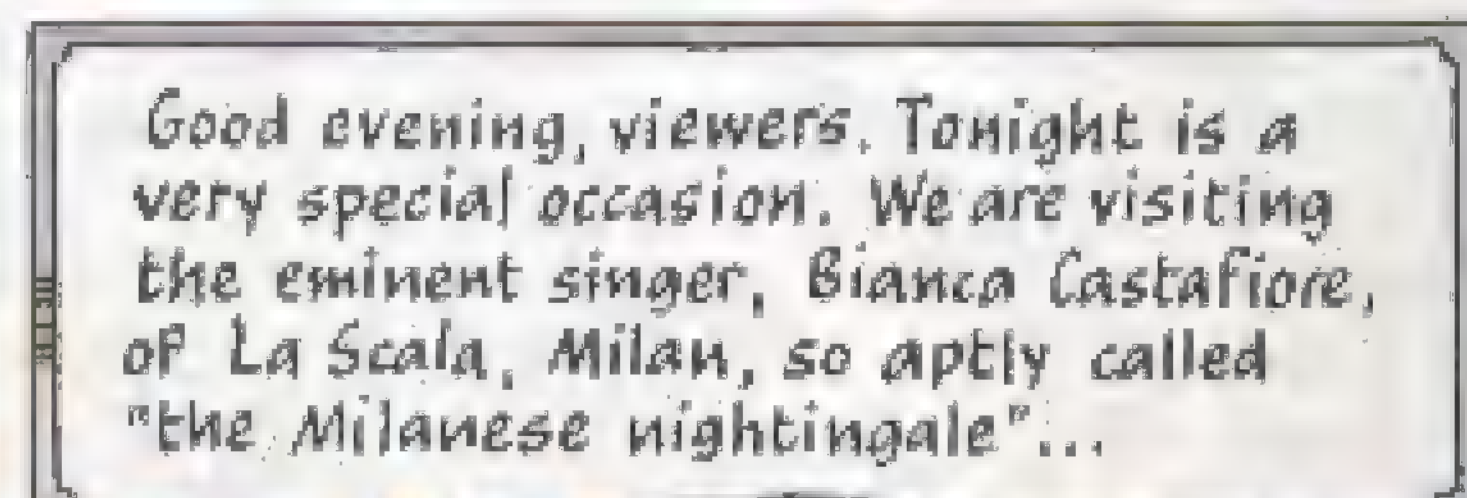 Good evening, viewers. Tonight is a
very special occasion. We are visiting
the eminent singer, Bianca Castafiore,
of La Scala, Milan, so aptly called
"the Milanese nightingale"...